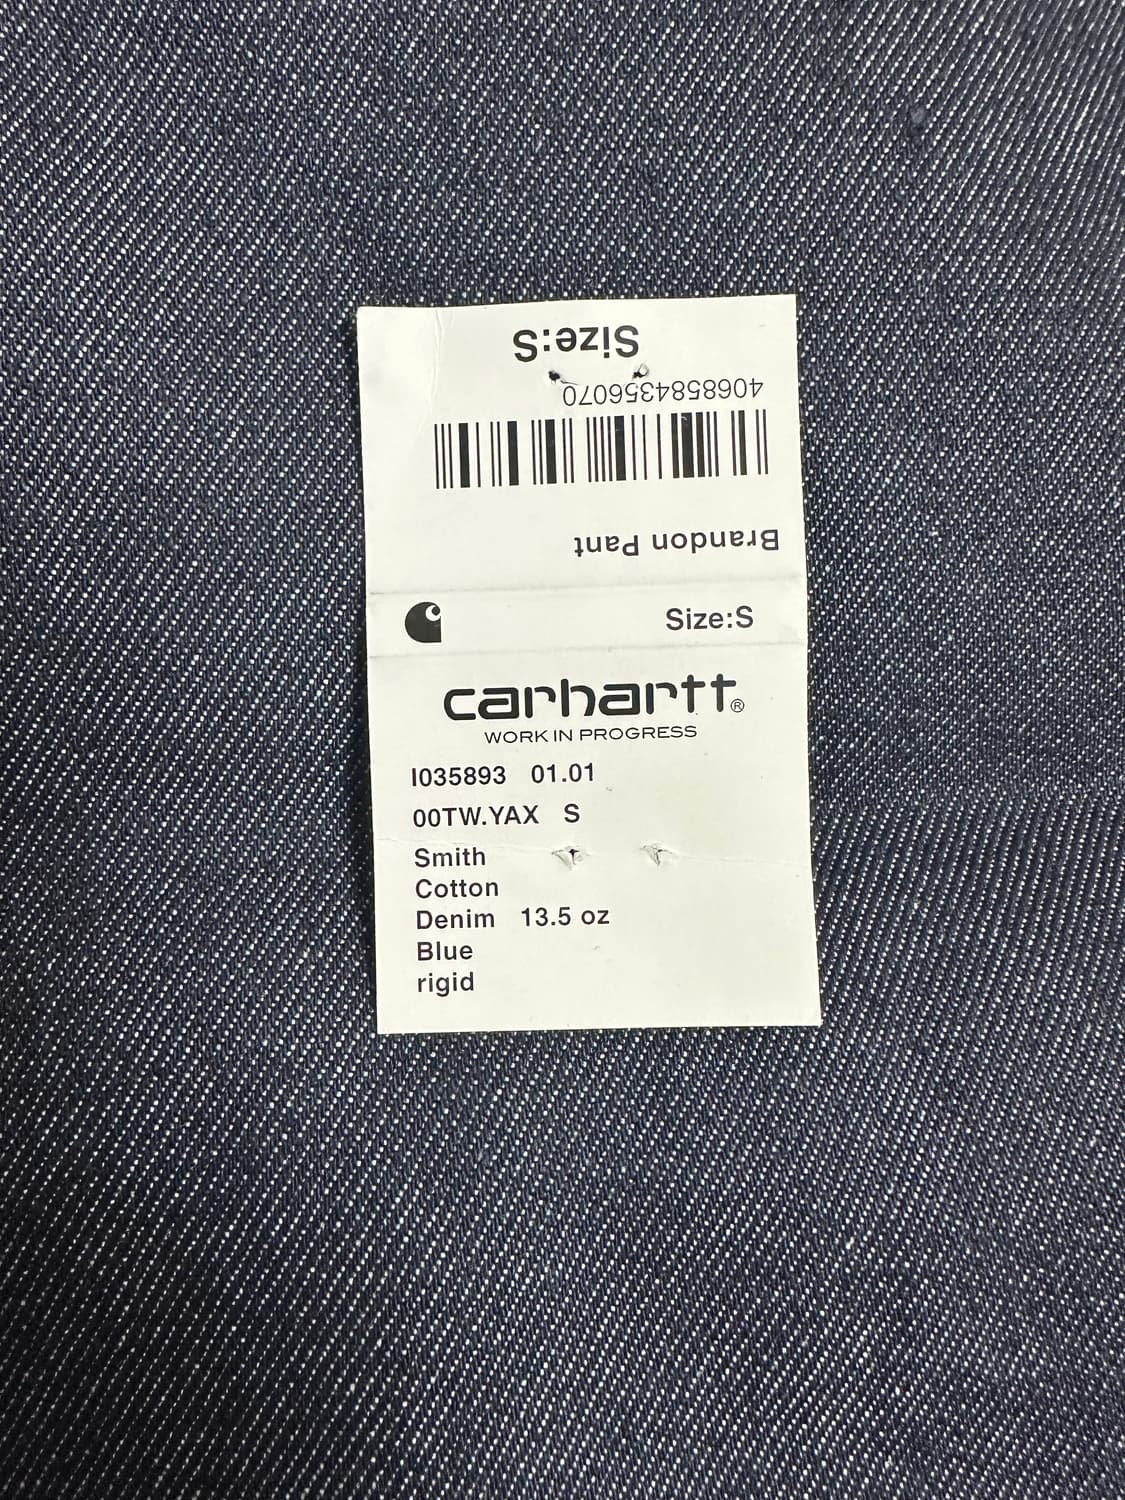 Size:S
4068584356070
Brandon Pant
Size:S
carhartt®
WORK IN PROGRESS
I035893 01.01
00TW.YAX S
Smith
Cotton
Denim 13.5 oz
Blue
rigid